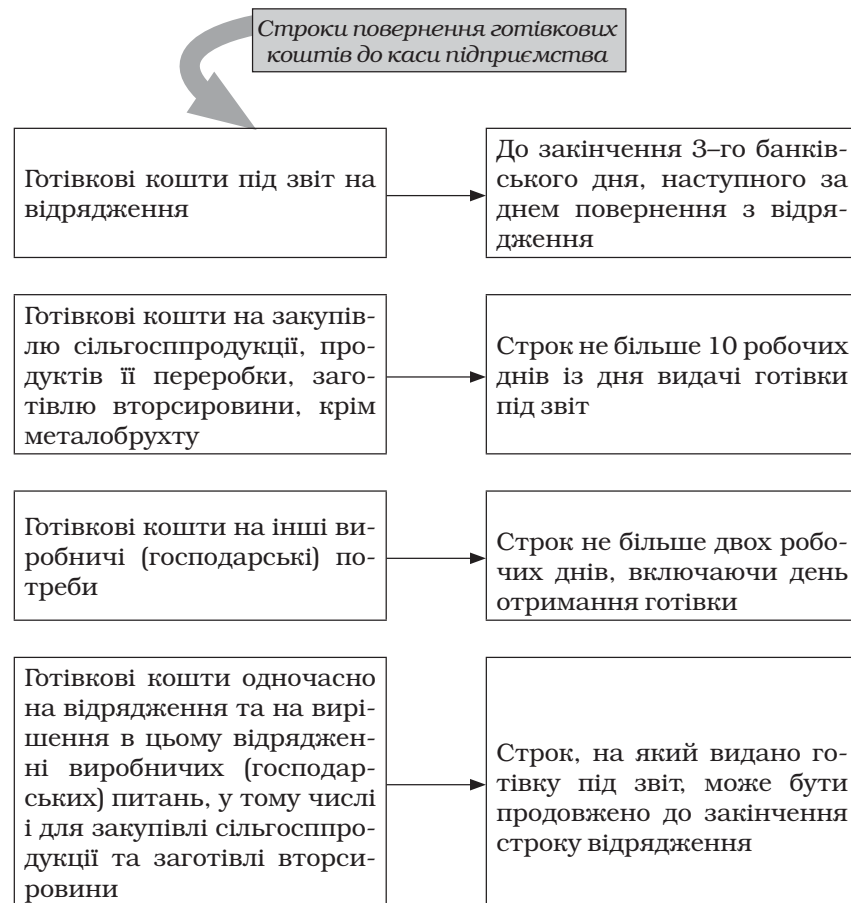 Строки повернення готівкових
коштів до каси підприємства
Готівкові кошти під звіт на
відрядження
До закінчення 3–го банків-
ського дня, наступного за
днем повернення з відря-
дження
Готівкові кошти на закупів-
лю сільгосппродукції, про-
дуктів її переробки, заго-
тівлю вторсировини, крім
металобрухту
Строк не більше 10 робочих
днів із дня видачі готівки
під звіт
Готівкові кошти на інші ви-
робничі (господарські) по-
треби
Строк не більше двох робо-
чих днів, включаючи день
отримання готівки
Готівкові кошти одночасно
на відрядження та на вирі-
шення в цьому відряджен-
ні виробничих (господар-
ських) питань, у тому числі
і для закупівлі сільгосппро-
дукції та заготівлі вторси-
ровини
Строк, на який видано го-
тівку під звіт, може бути
продовжено до закінчення
строку відрядження